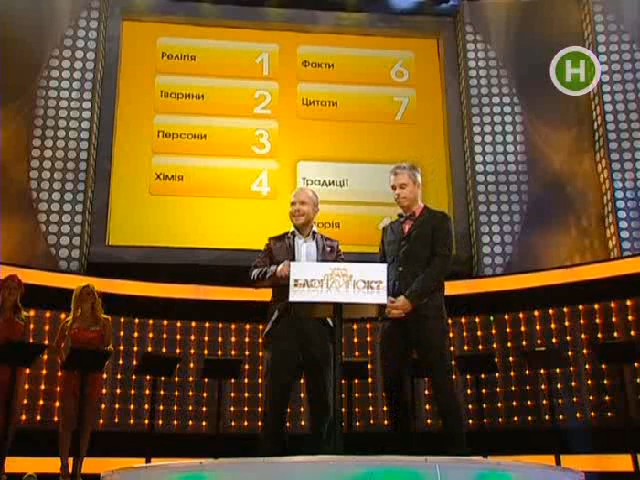 Релігія 1
Тварини 2
Персони 3
Хімія 4
Факти 6
Цитати 7
Традиції
Н